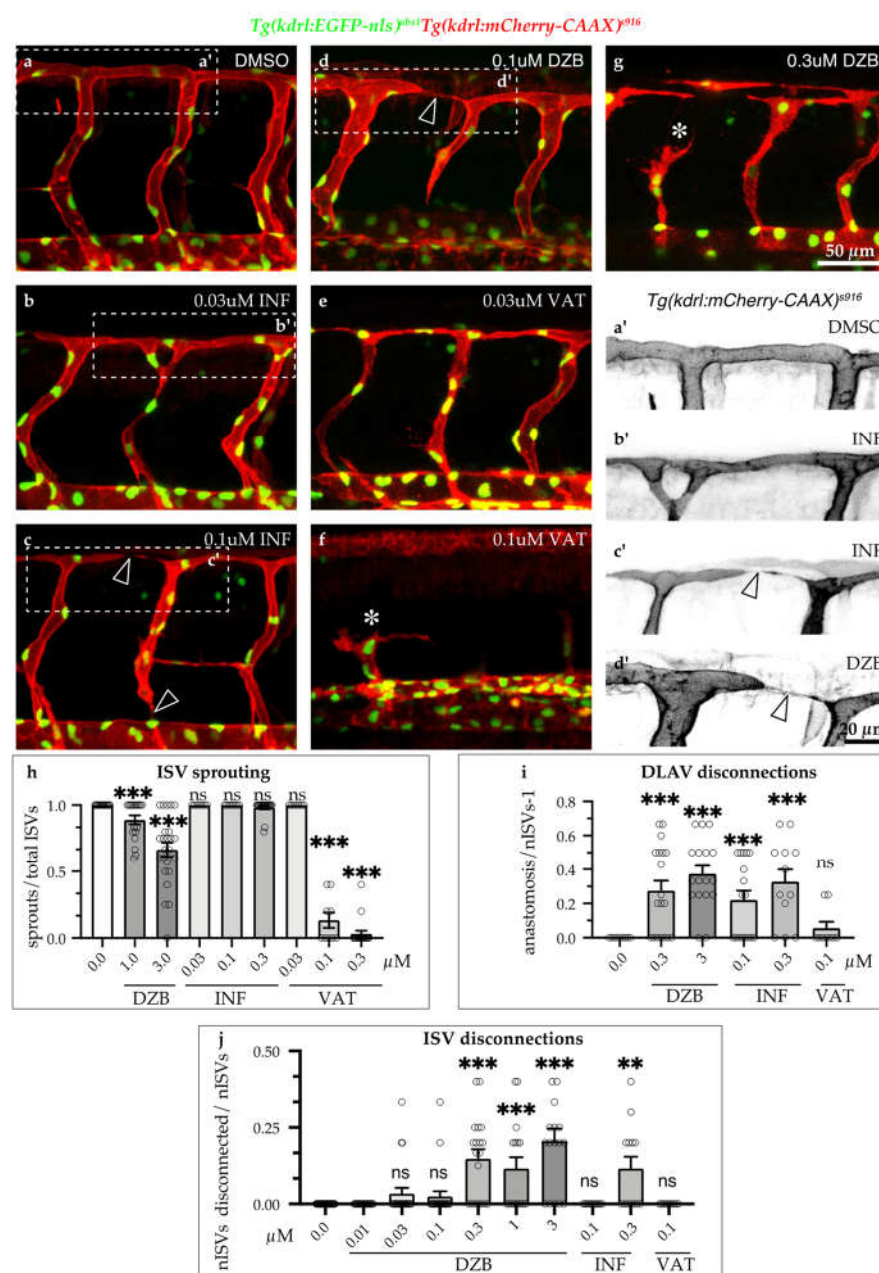 Tg(kdrl:EGFP-nls)ubs1Tg(kdrl:mCherry-CAAX)s916
a a' DMSO
d 0.1uM DZB
d'
g 0.3uM DZB
*
50 µm
b 0.03uM INF
b'
e 0.03uM VAT
Tg(kdrl:mCherry-CAAX)s916
a' DMSO
b' INF
c 0.1uM INF
c'
f 0.1uM VAT
*
c' INF
d' DZB
20 µm
h ISV sprouting
sprouts/total ISVs
*** *** ns ns ns ns *** ***
1.0
0.5
0.0
0.0 1.0 3.0 0.03 0.1 0.3 0.03 0.1 0.3 µM
DZB INF VAT
i DLAV disconnections
anastomosis/nISVs-1
*** *** *** *** ns
0.8
0.6
0.4
0.2
0.0
0.0 0.3 3 0.1 0.3 0.1 µM
DZB INF VAT
j ISV disconnections
nISVs disconnected/nISVs
ns ns *** *** *** ns ** ns
0.50
0.25
0.00
µM 0.0 0.01 0.03 0.1 0.3 1 3 0.1 0.3 0.1
DZB INF VAT